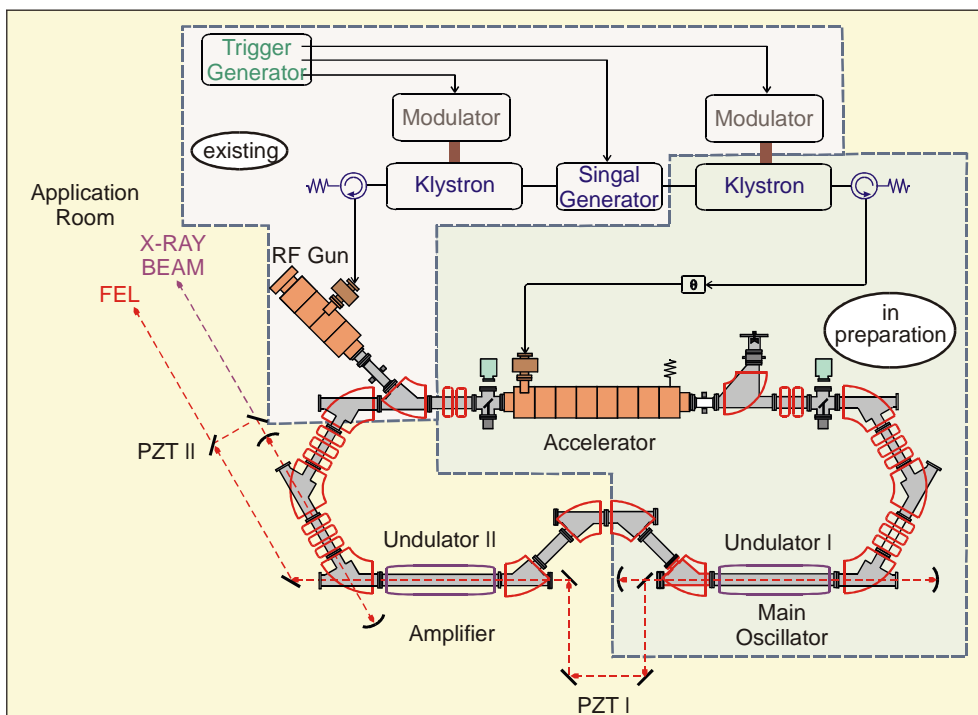 Trigger
Generator
Modulator
Modulator
existing
Klystron
Singal
Generator
Klystron
Application
Room
X-RAY
BEAM
FEL
RF Gun
θ
in
preparation
Accelerator
PZT II
Undulator II
Undulator I
Amplifier
Main
Oscillator
PZT I